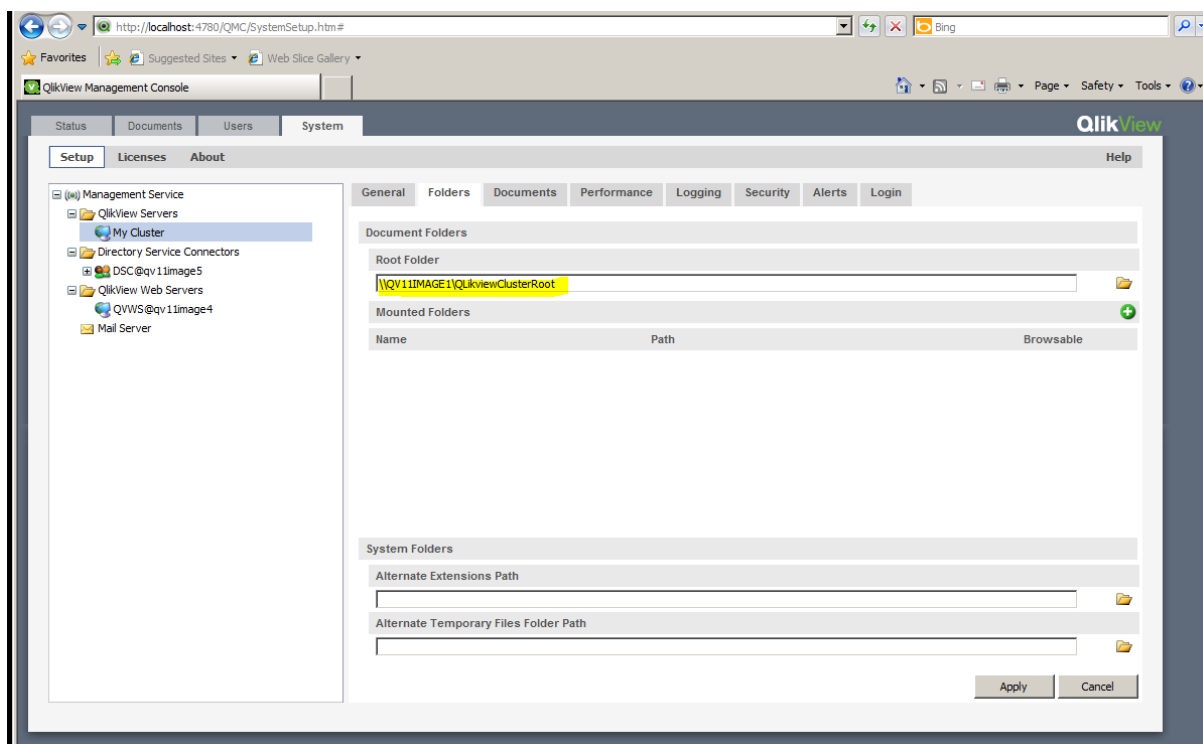 http://localhost:4780/QMC/SystemSetup.htm#
Bing
Favorites Suggested Sites Web Slice Gallery
QlikView Management Console
Page Safety Tools
Status Documents Users System
QlikView
Setup Licenses About
Help
Management Service
QlikView Servers
My Cluster
Directory Service Connectors
DSC@qv11image5
QlikView Web Servers
QVWS@qv11image4
Mail Server
General Folders Documents Performance Logging Security Alerts Login
Document Folders
Root Folder
\\QV11IMAGE1\QLikviewClusterRoot
Mounted Folders
Name Path Browsable
System Folders
Alternate Extensions Path
Alternate Temporary Files Folder Path
Apply Cancel